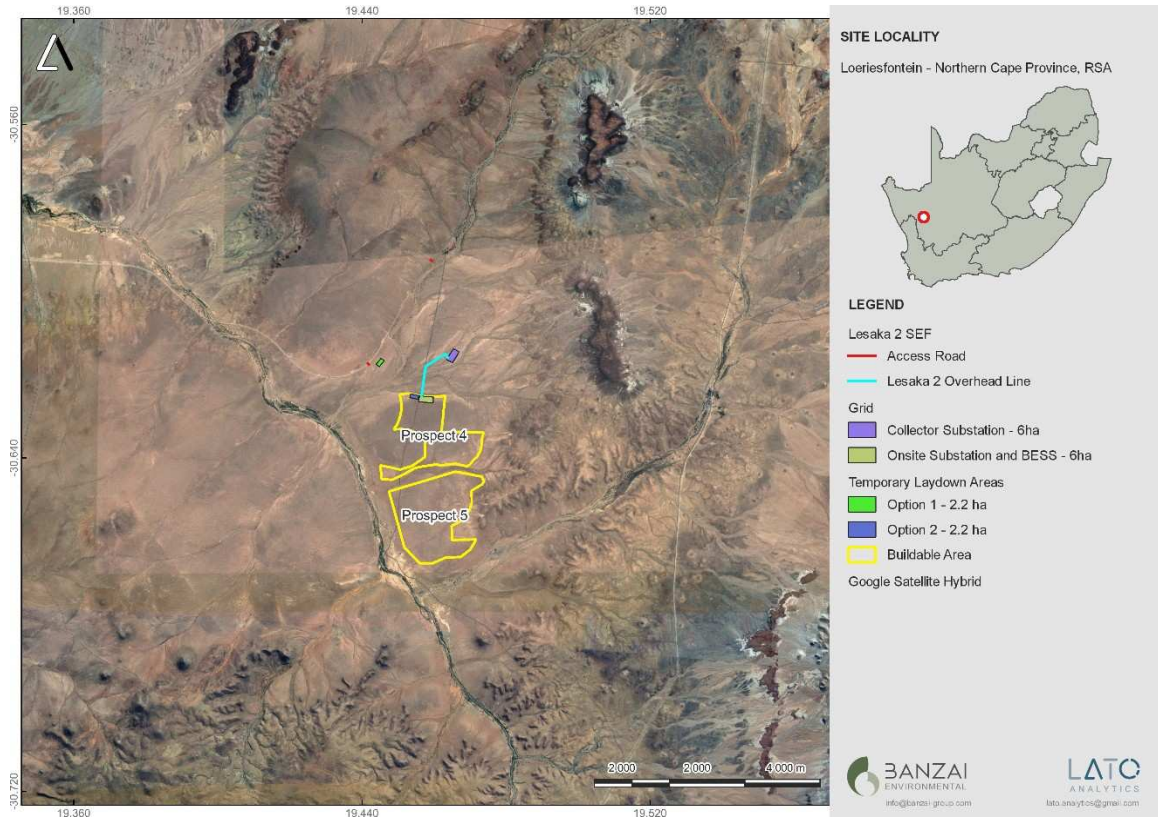 19.360
19.440
19.520
-30.560
-30.640
-30.720
Prospect 4
Prospect 5
2 000
2 000
4 000 m
19.360
19.440
19.520
SITE LOCALITY
Loeriesfontein - Northern Cape Province, RSA
LEGEND
Lesaka 2 SEF
Access Road
Lesaka 2 Overhead Line
Grid
Collector Substation - 6ha
Onsite Substation and BESS - 6ha
Temporary Laydown Areas
Option 1 - 2.2 ha
Option 2 - 2.2 ha
Buildable Area
Google Satellite Hybrid
BANZAI
ENVIRONMENTAL
info@banzai-group.com
LATO
ANALYTICS
lato.analytics@gmail.com